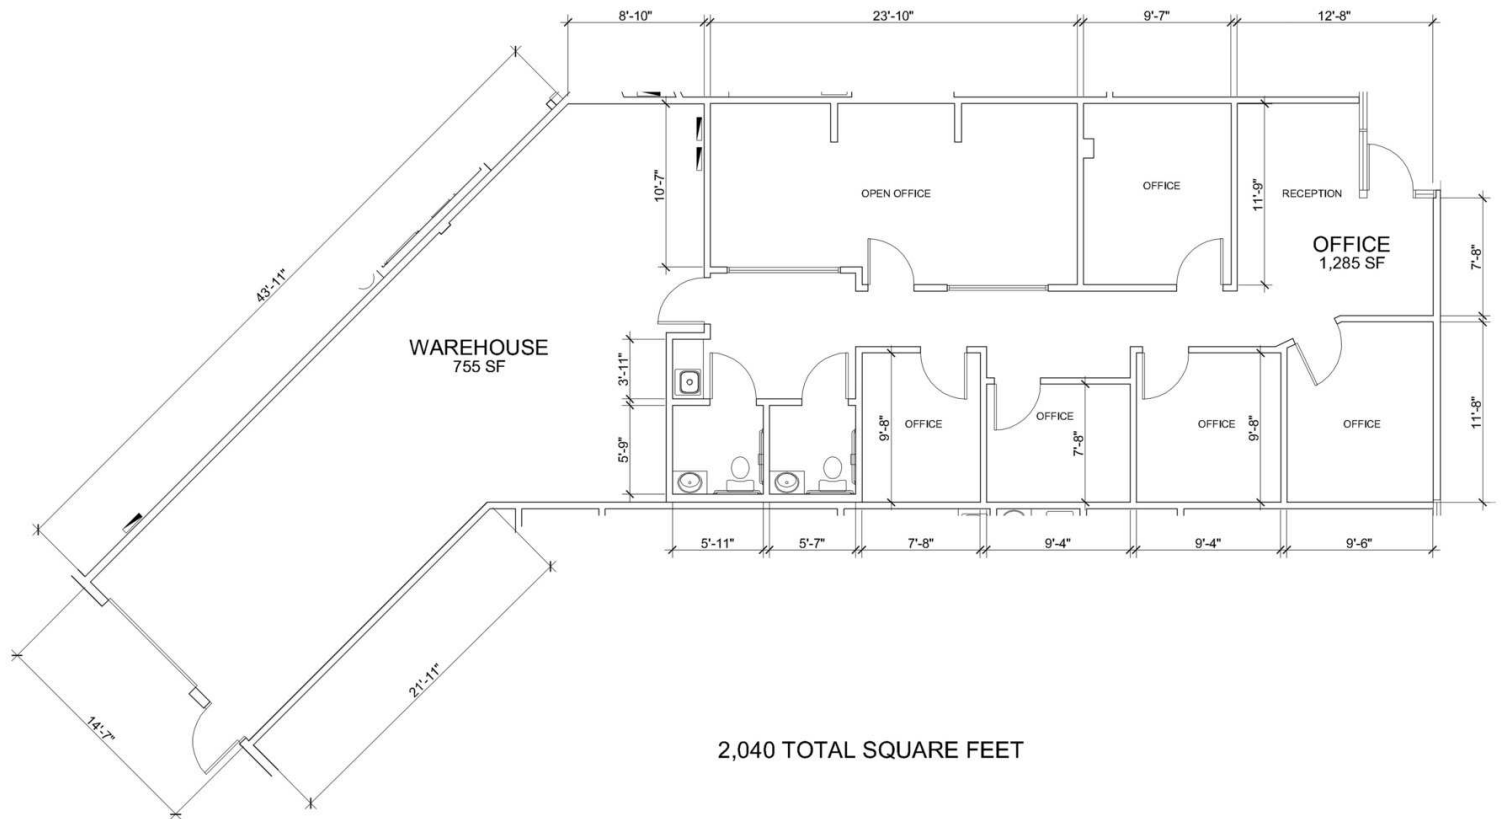 8'-10"
23'-10"
9'-7"
12'-8"
43'-11"
10'-7"
OPEN OFFICE
OFFICE
11'-9"
RECEPTION
OFFICE
1,285 SF
7'-8"
WAREHOUSE
755 SF
3'-11"
5'-9"
9'-8"
OFFICE
7'-8"
OFFICE
OFFICE
9'-8"
OFFICE
11'-8"
5'-11"
5'-7"
7'-8"
9'-4"
9'-4"
9'-6"
21'-11"
14'-7"
2,040 TOTAL SQUARE FEET